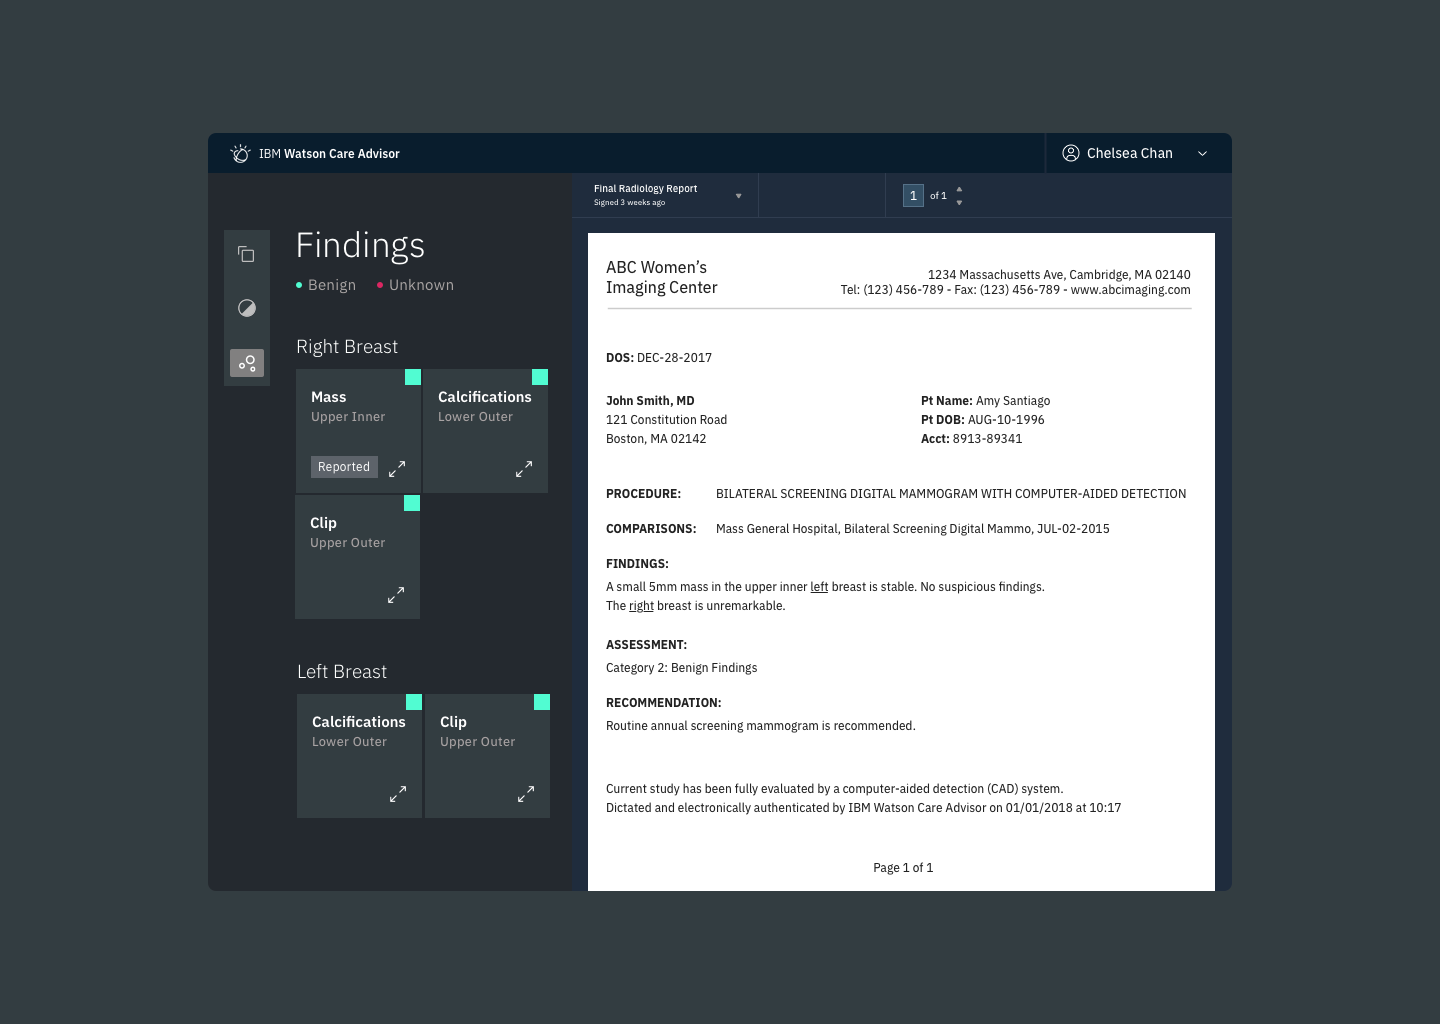 IBM Watson Care Advisor
Chelsea Chan
Findings
Benign
Unknown
Right Breast
Mass
Upper Inner
Reported
Calcifications
Lower Outer
Clip
Upper Outer
Left Breast
Calcifications
Lower Outer
Clip
Upper Outer
Final Radiology Report
Signed 3 weeks ago
1 of 1
ABC Women’s
Imaging Center
1234 Massachusetts Ave, Cambridge, MA 02140
Tel: (123) 456-789 - Fax: (123) 456-789 - www.abcimaging.com
DOS: DEC-28-2017
John Smith, MD
121 Constitution Road
Boston, MA 02142
Pt Name: Amy Santiago
Pt DOB: AUG-10-1996
Acct: 8913-89341
PROCEDURE: BILATERAL SCREENING DIGITAL MAMMOGRAM WITH COMPUTER-AIDED DETECTION
COMPARISONS: Mass General Hospital, Bilateral Screening Digital Mammo, JUL-02-2015
FINDINGS:
A small 5mm mass in the upper inner left breast is stable. No suspicious findings.
The right breast is unremarkable.
ASSESSMENT:
Category 2: Benign Findings
RECOMMENDATION:
Routine annual screening mammogram is recommended.
Current study has been fully evaluated by a computer-aided detection (CAD) system.
Dictated and electronically authenticated by IBM Watson Care Advisor on 01/01/2018 at 10:17
Page 1 of 1